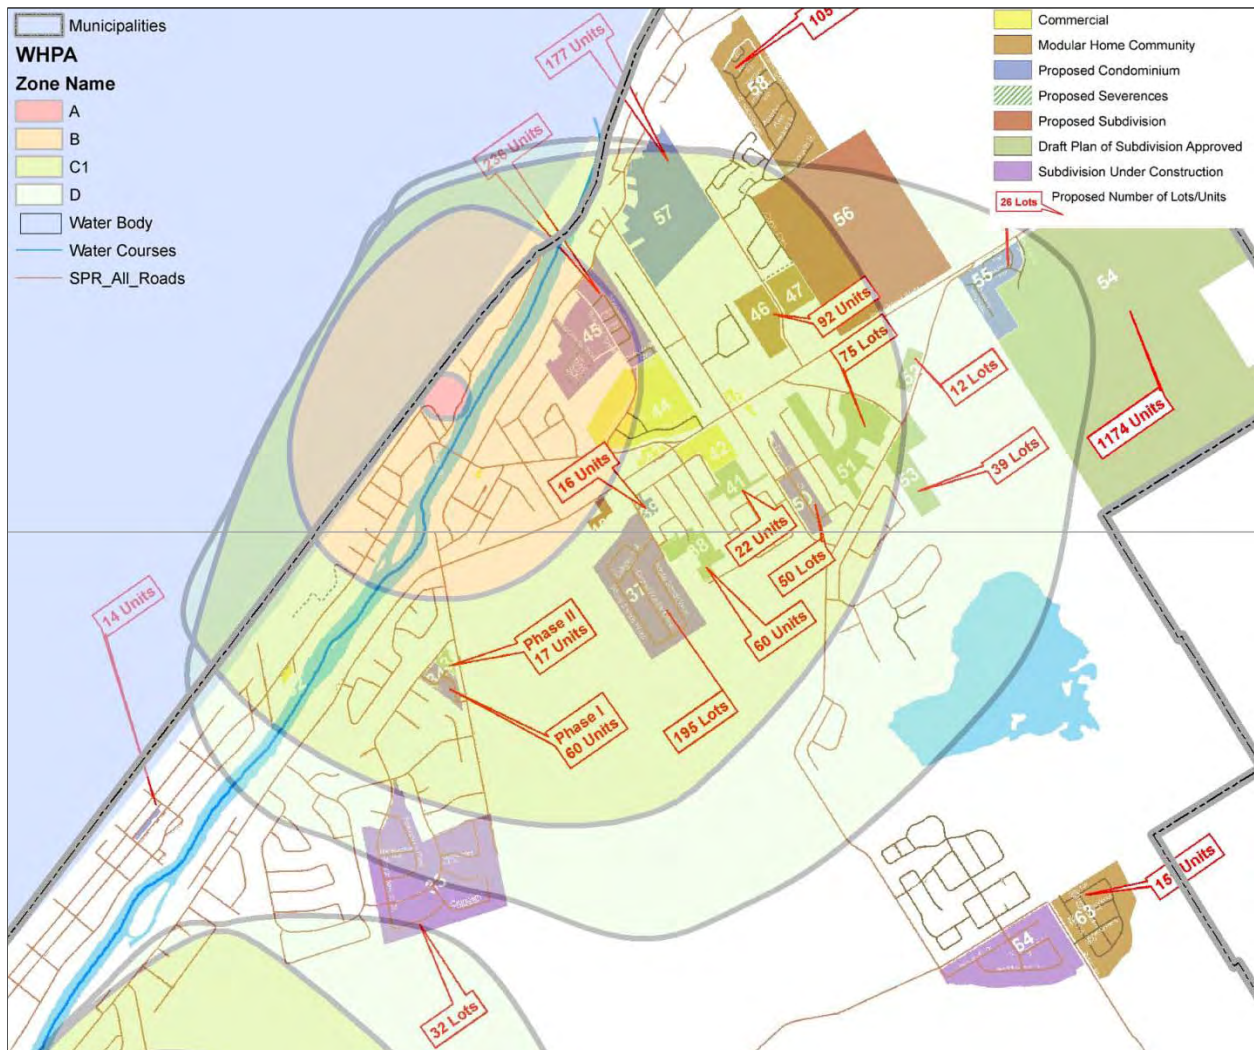 Municipalities
WHPA
Zone Name
A
B
C1
D
Water Body
Water Courses
SPR_All_Roads
Commercial
Modular Home Community
Proposed Condominium
Proposed Severences
Proposed Subdivision
Draft Plan of Subdivision Approved
Subdivision Under Construction
26 Lots
Proposed Number of Lots/Units
177 Units
236 Units
58
57
56
55
54
46
47
92 Units
45
75 Lots
12 Lots
1174 Units
44
42
41
51
53
39 Lots
16 Units
22 Units
50 Lots
38
37
60 Units
195 Lots
14 Units
Phase II
17 Units
Phase I
60 Units
32 Lots
64
63